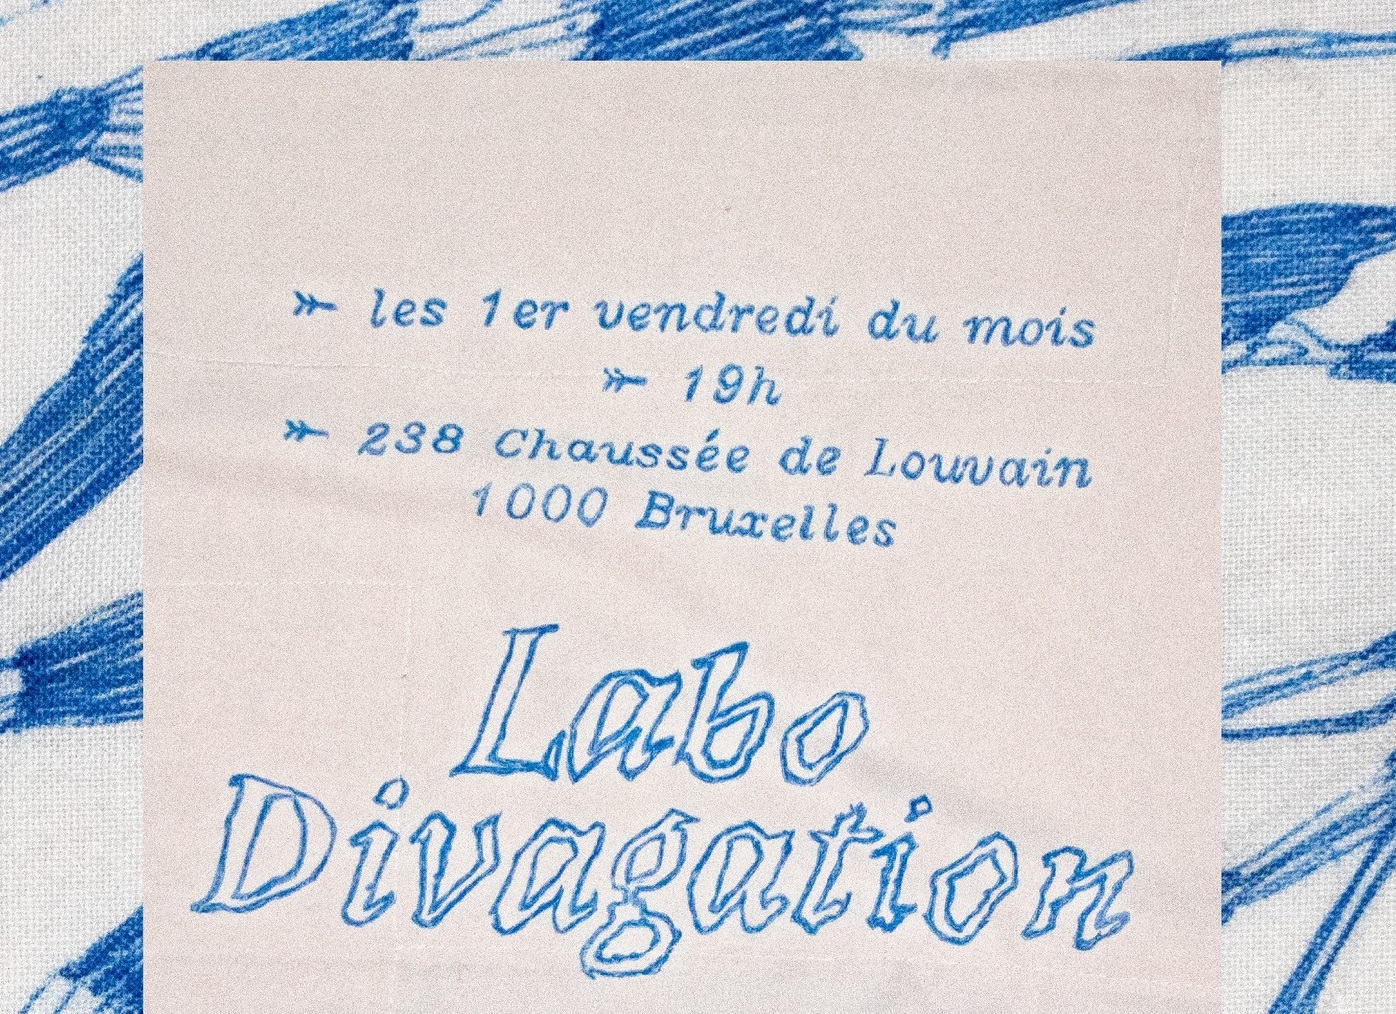 les 1er vendredi du mois
19h
238 Chaussée de Louvain
1000 Bruxelles
Labo
Divagation